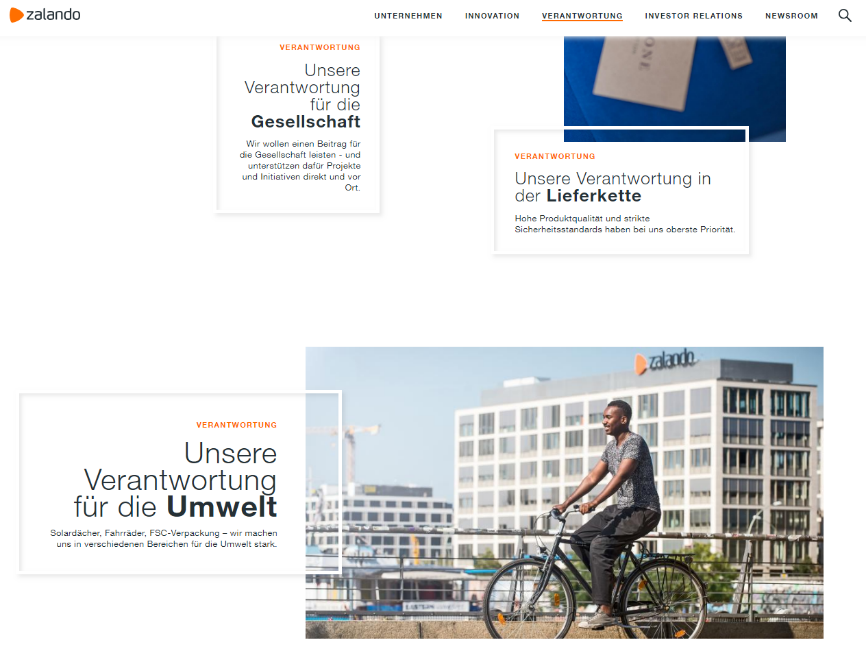 zalando
UNTERNEHMEN INNOVATION VERANTWORTUNG INVESTOR RELATIONS NEWSROOM
VERANTWORTUNG
Unsere
Verantwortung
für die
Gesellschaft
Wir wollen einen Beitrag für
die Gesellschaft leisten - und
unterstützen dafür Projekte
und Initiativen direkt und vor
Ort.
ONE
VERANTWORTUNG
Unsere Verantwortung in
der Lieferkette
Hohe Produktqualität und strikte
Sicherheitsstandards haben bei uns oberste Priorität.
VERANTWORTUNG
Unsere
Verantwortung
für die Umwelt
Solardächer, Fahrräder, FSC-Verpackung – wir machen
uns in verschiedenen Bereichen für die Umwelt stark.
zalando